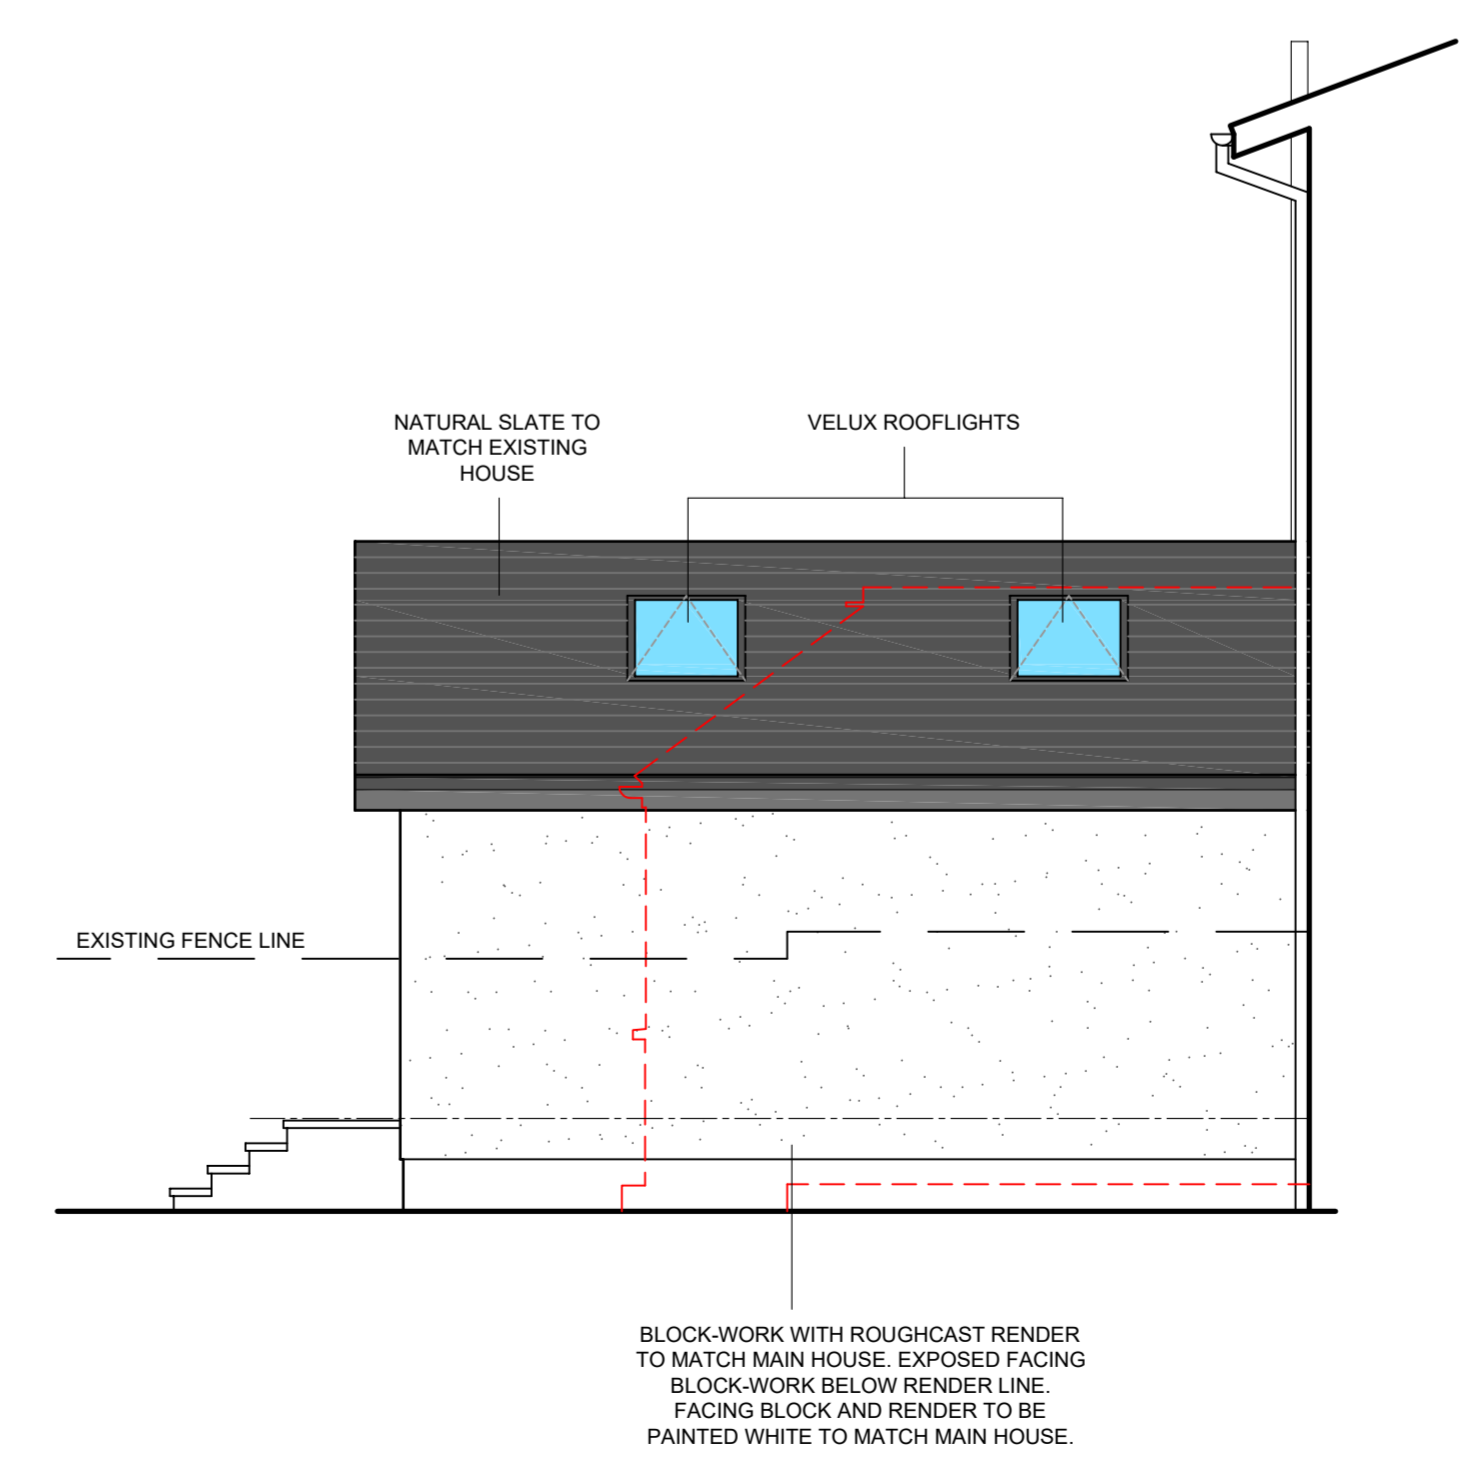 NATURAL SLATE TO
MATCH EXISTING
HOUSE
VELUX ROOFLIGHTS
EXISTING FENCE LINE
BLOCK-WORK WITH ROUGHCAST RENDER
TO MATCH MAIN HOUSE. EXPOSED FACING
BLOCK-WORK BELOW RENDER LINE.
FACING BLOCK AND RENDER TO BE
PAINTED WHITE TO MATCH MAIN HOUSE.